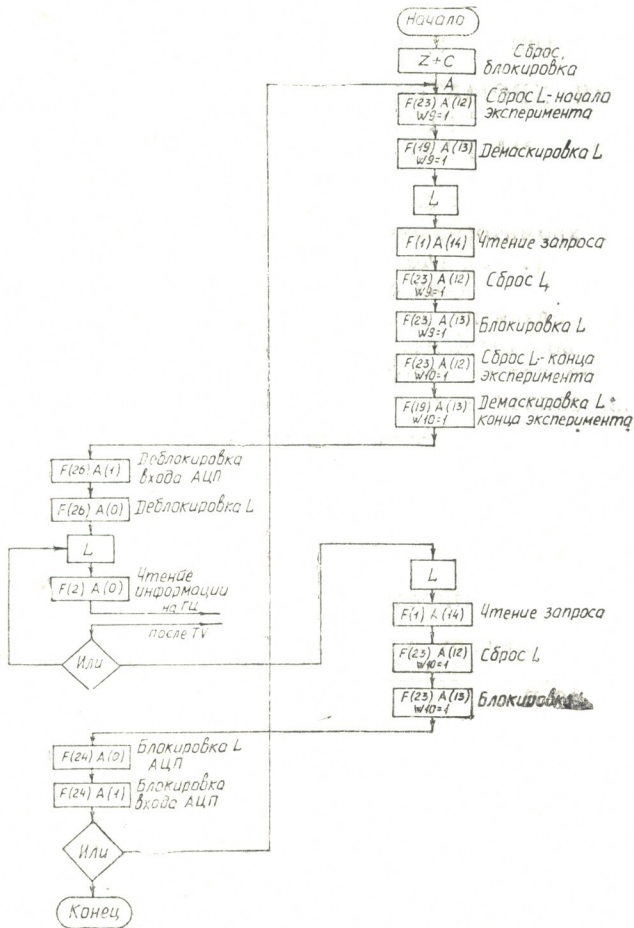 Начало
Z+C
Сброс,
блокировка
A
F(23) A(12)
W9=1
Сброс L-начала
эксперимента
F(19) A(13)
W9=1
Демаскировка L
L
F(1) A(14)
Чтение запроса
F(23) A(12)
W9=1
Сброс L
F(23) A(13)
W9=1
Блокировка L
F(23) A(12)
W10=1
Сброс L-конца
эксперимента
F(19) A(13)
W10=1
Демаскировка L
конца эксперимента
F(26) A(1)
Деблокировка
входа АЦП
F(26) A(0)
Деблокировка L
L
F(2) A(0)
Чтение
информации
на ГЦ
после TV
Или
L
F(1) A(14)
Чтение запроса
F(23) A(12)
W10=1
Сброс L
F(23) A(13)
W10=1
Блокировка
F(24) A(0)
Блокировка L
АЦП
F(24) A(1)
Блокировка
входа АЦП
Или
Конец